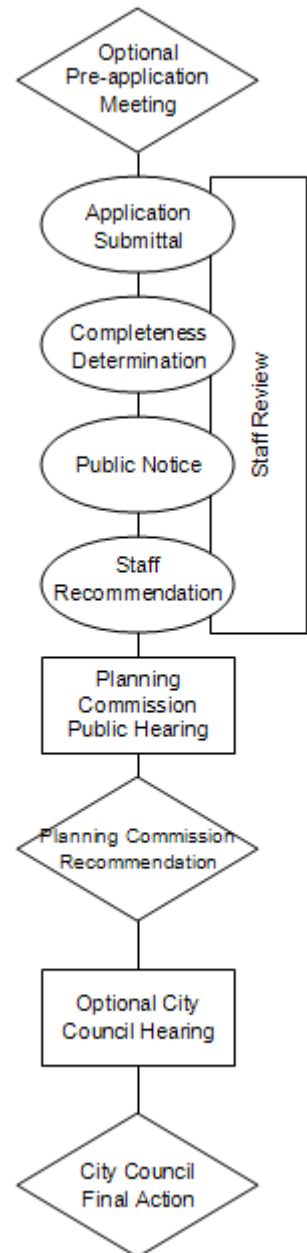 Optional
Pre-application
Meeting
Application
Submittal
Completeness
Determination
Public Notice
Staff
Recommendation
Staff Review
Planning
Commission
Public Hearing
Planning Commission
Recommendation
Optional City
Council Hearing
City Council
Final Action